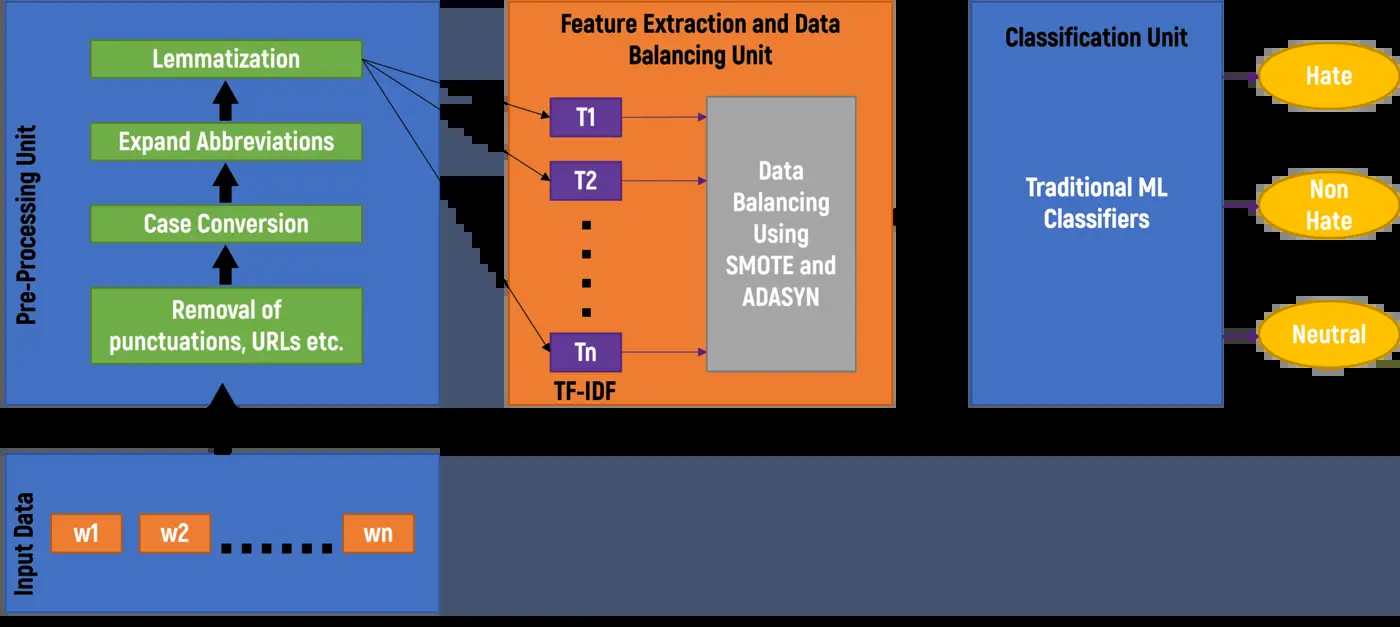 Pre-Processing Unit
Lemmatization
Expand Abbreviations
Case Conversion
Removal of
punctuations, URLs etc.
Input Data
w1
w2
wn
Feature Extraction and Data
Balancing Unit
T1
T2
Tn
TF-IDF
Data
Balancing
Using
SMOTE and
ADASYN
Classification Unit
Traditional ML
Classifiers
Hate
Non
Hate
Neutral